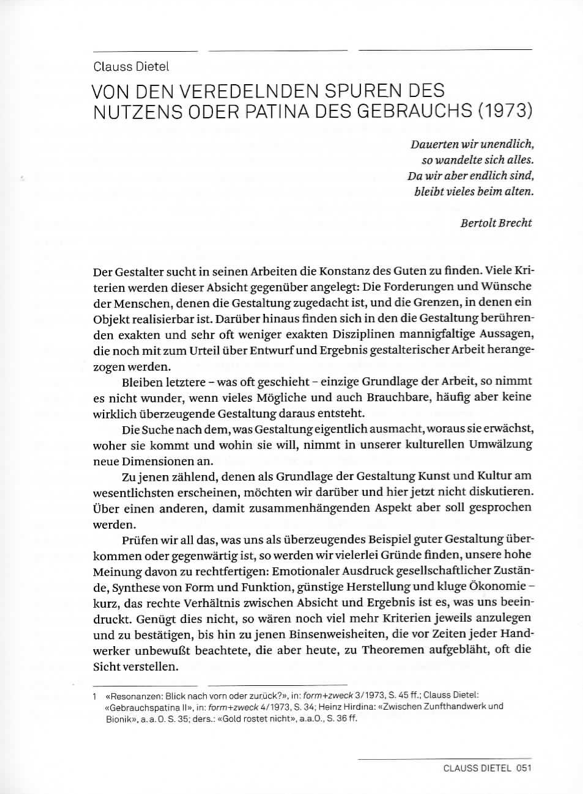 Clauss Dietel
VON DEN VEREDELNDEN SPUREN DES
NUTZENS ODER PATINA DES GEBRAUCHS (1973)
Dauerten wir unendlich,
so wandelte sich alles.
Da wir aber endlich sind,
bleibt vieles beim alten.
Bertolt Brecht
Der Gestalter sucht in seinen Arbeiten die Konstanz des Guten zu finden. Viele Kri-
terien werden dieser Absicht gegenüber angelegt: Die Forderungen und Wünsche
der Menschen, denen die Gestaltung zugedacht ist, und die Grenzen, in denen ein
Objekt realisierbar ist. Darüber hinaus finden sich in den die Gestaltung berühren-
den exakten und sehr oft weniger exakten Disziplinen mannigfaltige Aussagen,
die noch mit zum Urteil über Entwurf und Ergebnis gestalterischer Arbeit herange-
zogen werden.
Bleiben letztere – was oft geschieht – einzige Grundlage der Arbeit, so nimmt
es nicht wunder, wenn vieles Mögliche und auch Brauchbare, häufig aber keine
wirklich überzeugende Gestaltung daraus entsteht.
Die Suche nach dem, was Gestaltung eigentlich ausmacht, woraus sie erwächst,
woher sie kommt und wohin sie will, nimmt in unserer kulturellen Umwälzung
neue Dimensionen an.
Zu jenen zählend, denen als Grundlage der Gestaltung Kunst und Kultur am
wesentlichsten erscheinen, möchten wir darüber und hier jetzt nicht diskutieren.
Über einen anderen, damit zusammenhängenden Aspekt aber soll gesprochen
werden.
Prüfen wir all das, was uns als überzeugendes Beispiel guter Gestaltung über-
kommen oder gegenwärtig ist, so werden wir vielerlei Gründe finden, unsere hohe
Meinung davon zu rechtfertigen: Emotionaler Ausdruck gesellschaftlicher Zustän-
de, Synthese von Form und Funktion, günstige Herstellung und kluge Ökonomie –
kurz, das rechte Verhältnis zwischen Absicht und Ergebnis ist es, was uns beein-
druckt. Genügt dies nicht, so wären noch viel mehr Kriterien jeweils anzulegen
und zu bestätigen, bis hin zu jenen Binsenweisheiten, die vor Zeiten jeder Hand-
werker unbewußt beachtete, die aber heute, zu Theoremen aufgebläht, oft die
Sicht verstellen.
1 «Resonanzen: Blick nach vorn oder zurück?», in: form+zweck 3/1973, S. 45 ff.; Clauss Dietel:
«Gebrauchspatina II», in: form+zweck 4/1973, S. 34; Heinz Hirdina: «Zwischen Zunfthandwerk und
Bionik», a. a. O. S. 35; ders.: «Gold rostet nicht», a.a.O., S. 36 ff.
CLAUSS DIETEL 051